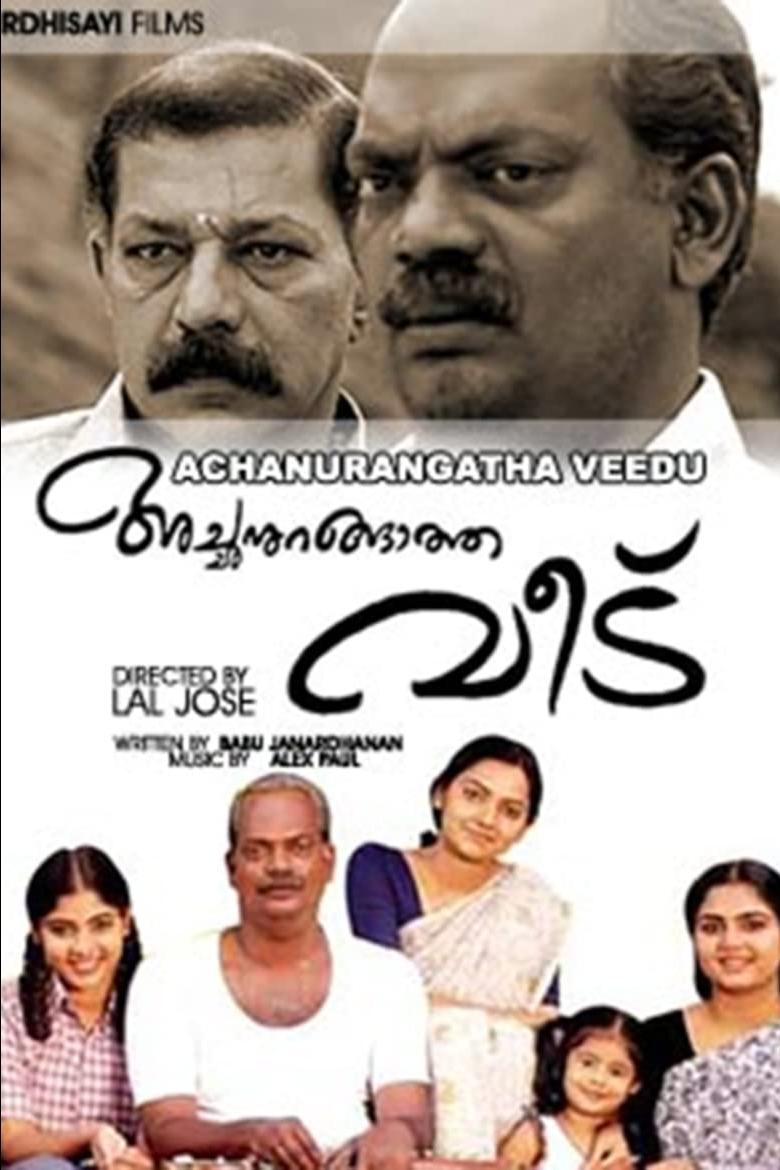 RDHISAYI FILMS
ACHANURANGATHA VEEDU
അച്ഛനുറങ്ങാത്ത
വീട്
DIRECTED BY
LAL JOSE
WRITTEN BY BABU JANARDHANAN
MUSIC BY ALEX PAUL